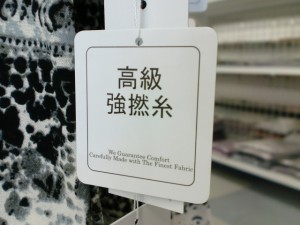 高級
強撚糸
We Guarantee Comfort
Carefully Made with The Finest Fabric